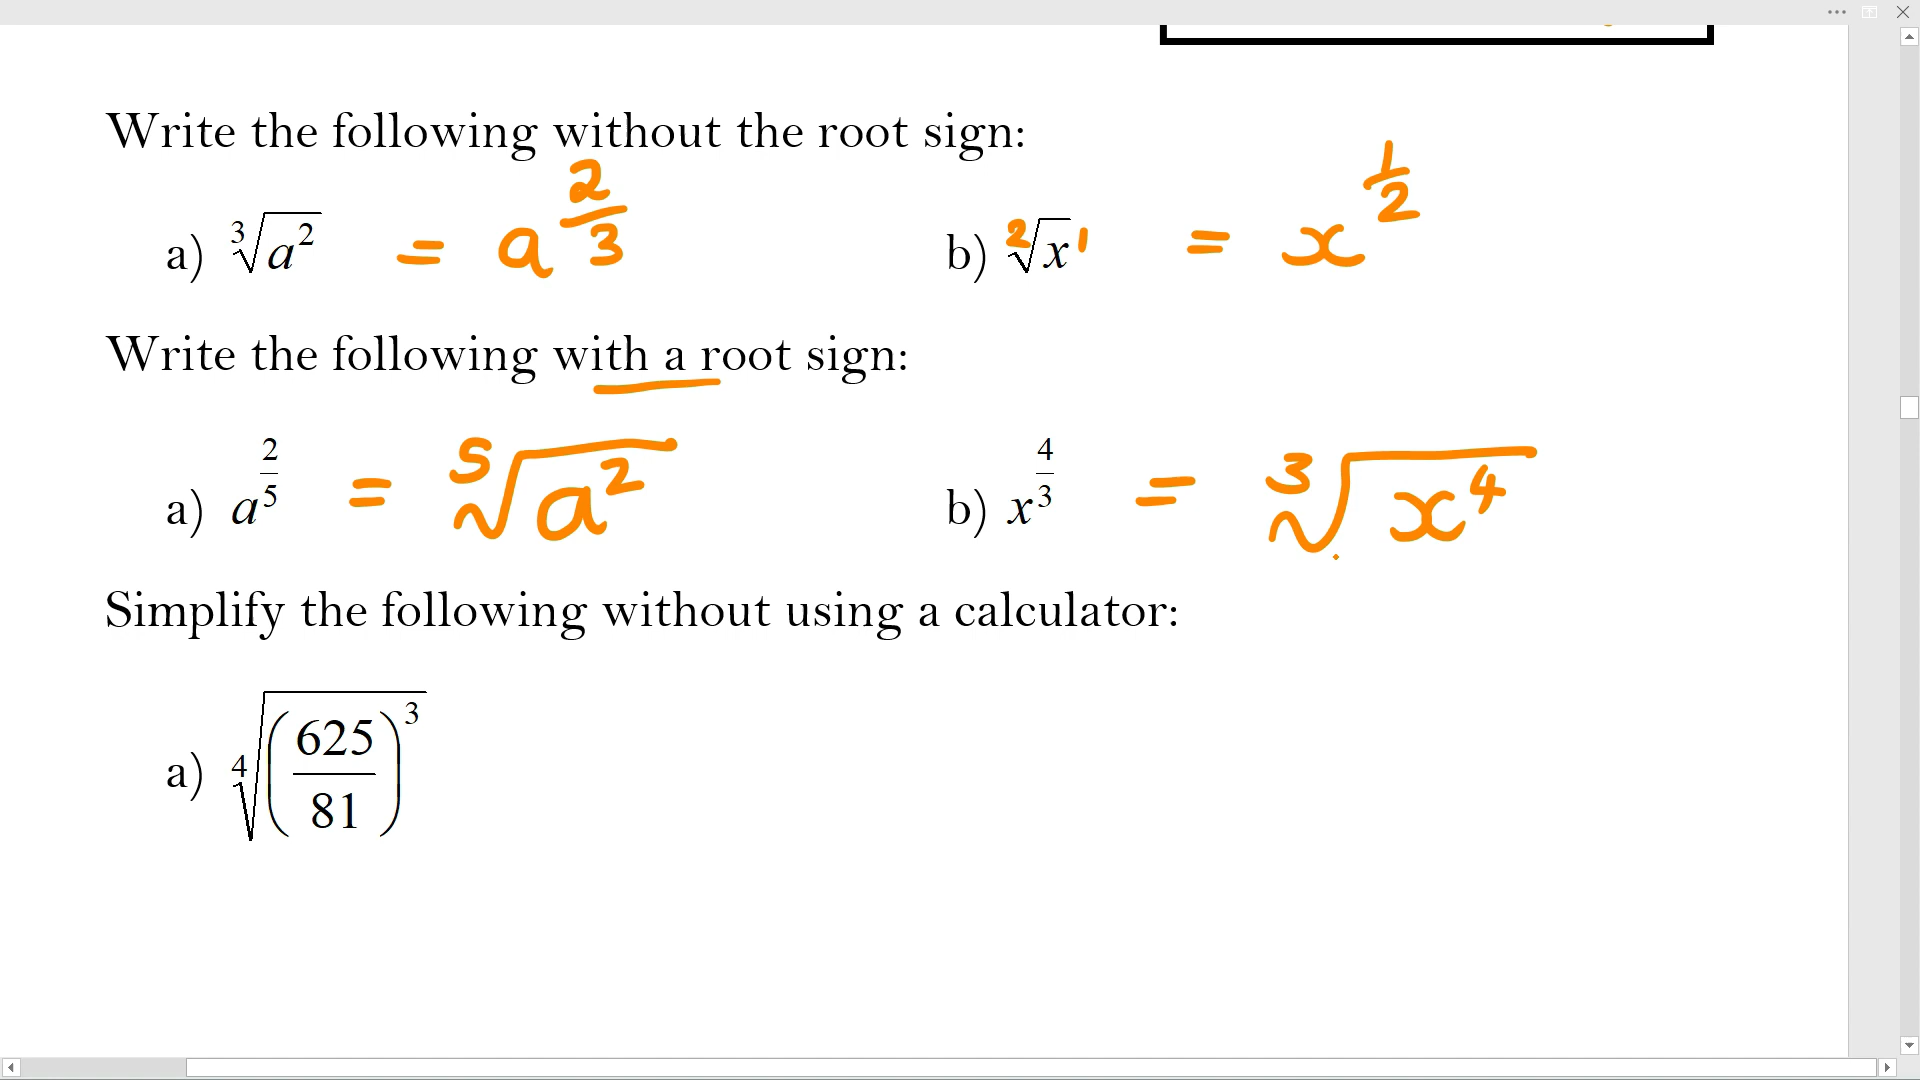 Write the following without the root sign:
a) ∛(a²) = a^(2/3) b) ²√(x¹) = x^(1/2)
Write the following with a root sign:
a) a^(2/5) = ⁵√(a²) b) x^(4/3) = ³√(x⁴)
Simplify the following without using a calculator:
a) ⁴√((625/81)³)